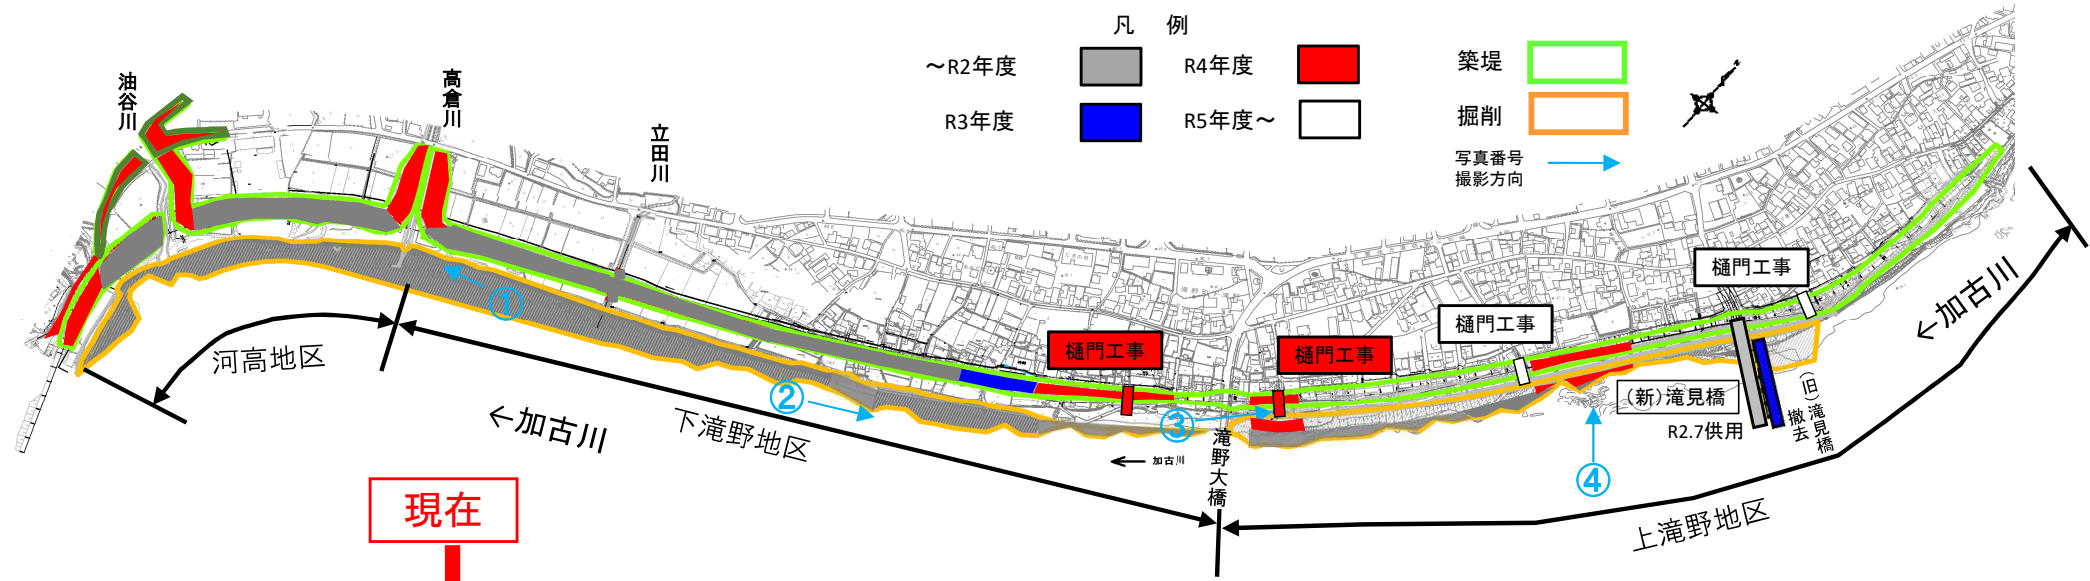 凡 例
～R2年度
R4年度
築堤
R3年度
R5年度～
掘削
写真番号
撮影方向
N
油谷川
高倉川
立田川
樋門工事
樋門工事
樋門工事
樋門工事
①
②
③
④
(新)滝見橋
R2.7供用
(旧)滝見橋
撤去
←加古川
河高地区
←加古川
下滝野地区
← 加古川
滝野大橋
上滝野地区
現在